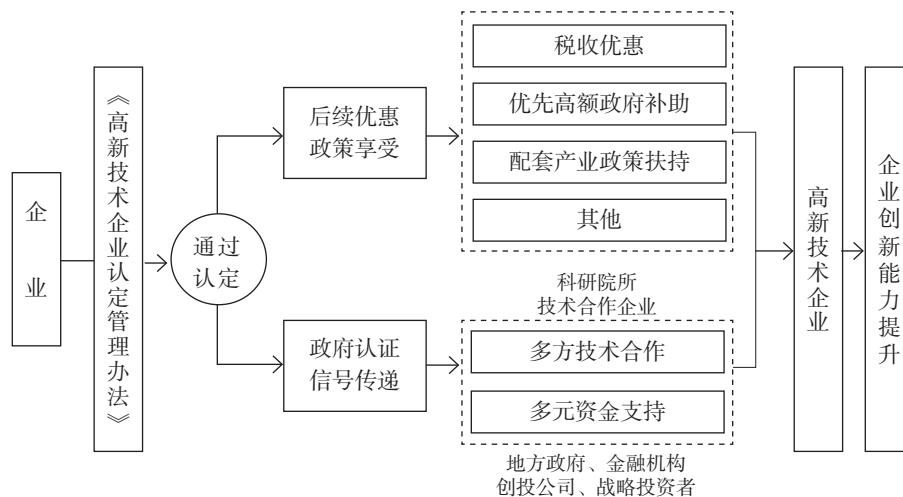 企业
《高新技术企业认定管理办法》
通过
认定
后续优惠
政策享受
税收优惠
优先高额政府补助
配套产业政策扶持
其他
政府认证
信号传递
科研院所
技术合作企业
多方技术合作
多元资金支持
地方政府、金融机构
创投公司、战略投资者
高新技术企业
企业创新能力提升